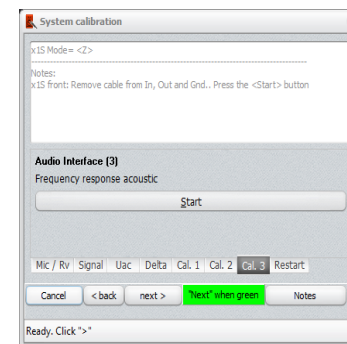 System calibration
x1S Mode= <Z>
Notes:
x1S front: Remove cable from In, Out and Gnd.. Press the <Start> button
Audio Interface (3)
Frequency response acoustic
Start
Mic / Rv Signal Uac Delta Cal. 1 Cal. 2 Cal. 3 Restart
Cancel < back next > "Next" when green Notes
Ready. Click ">"